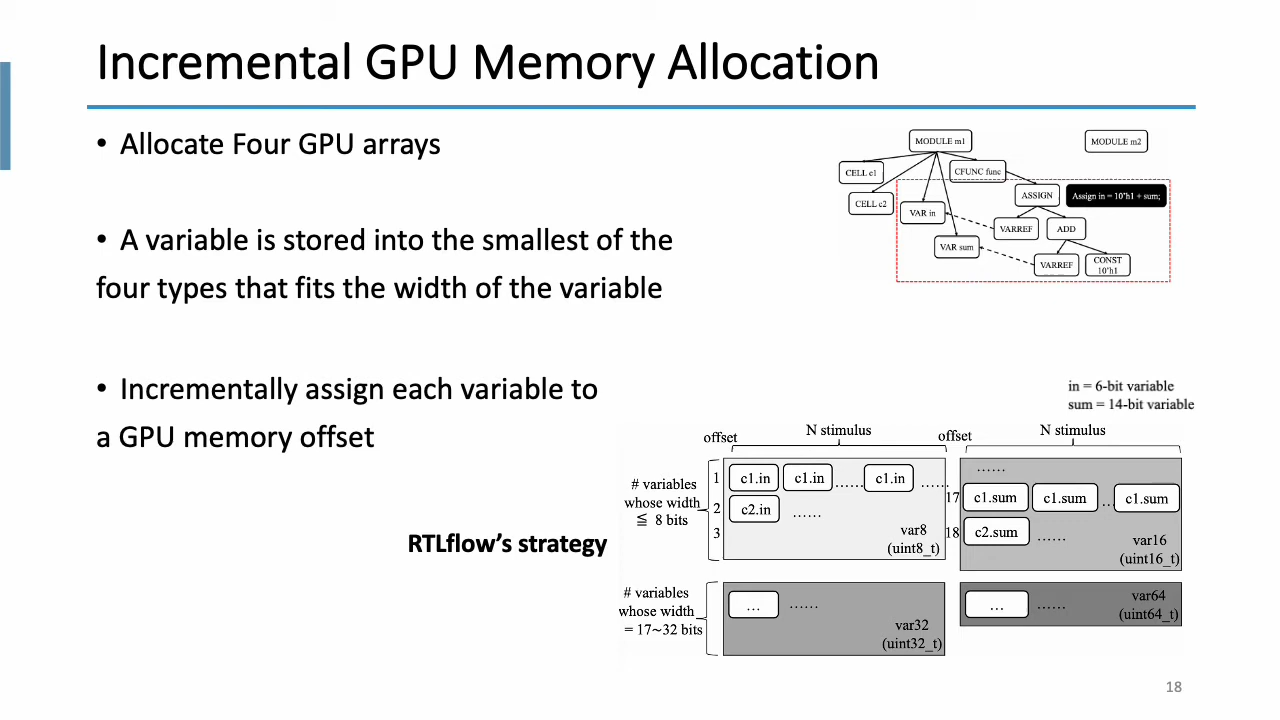 Incremental GPU Memory Allocation
• Allocate Four GPU arrays
• A variable is stored into the smallest of the
four types that fits the width of the variable
• Incrementally assign each variable to
a GPU memory offset
RTLflow's strategy
MODULE m1
MODULE m2
CELL c1
CFUNC func
CELL c2
VAR in
ASSIGN
Assign in = 10'h1 + sum;
VARREF
ADD
VAR sum
VARREF
CONST
10'h1
in = 6-bit variable
sum = 14-bit variable
offset
N stimulus
offset
N stimulus
# variables
whose width
≦ 8 bits
1
c1.in
c1.in
......
c1.in
......
2
c2.in
......
3
var8
(uint8_t)
......
17
c1.sum
c1.sum
...
c1.sum
18
c2.sum
......
var16
(uint16_t)
# variables
whose width
= 17~32 bits
...
......
var32
(uint32_t)
...
......
var64
(uint64_t)
18